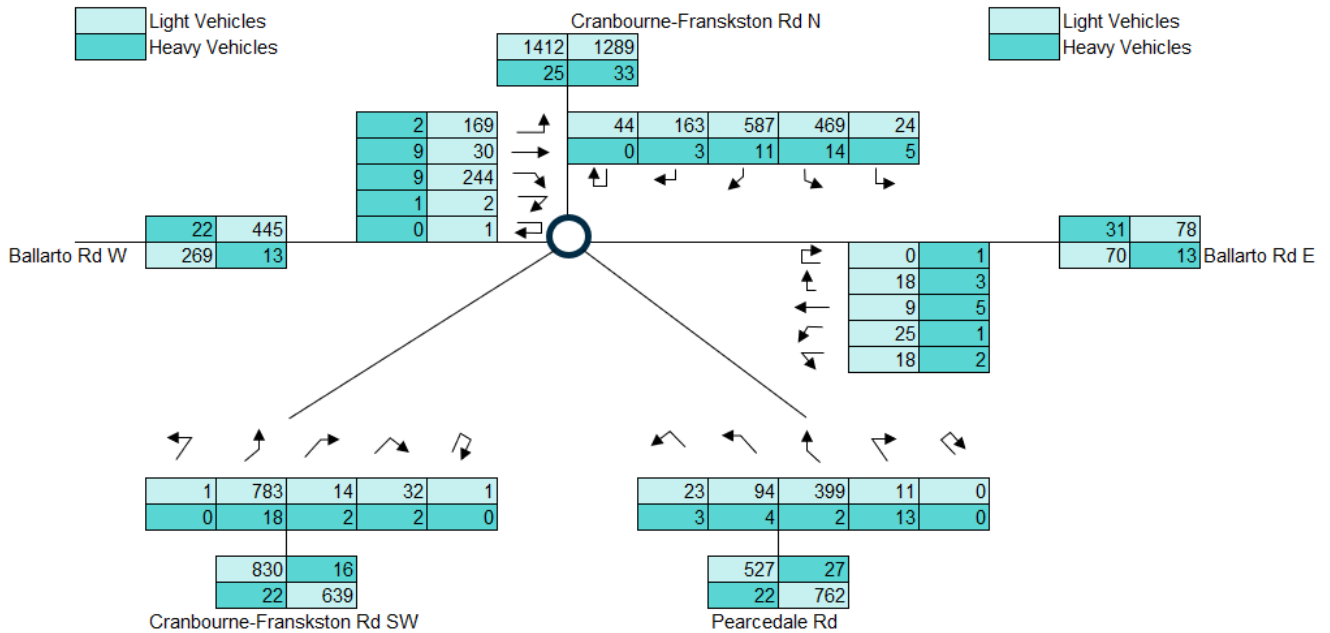 Light Vehicles
Heavy Vehicles
Cranbourne-Franskston Rd N
Light Vehicles
Heavy Vehicles
1412 1289
25 33
2 169
9 30
9 244
1 2
0 1
44 163 587 469 24
0 3 11 14 5
Ballarto Rd W
22 445
269 13
31 78
70 13
Ballarto Rd E
0 1
18 3
9 5
25 1
18 2
1 783 14 32 1
0 18 2 2 0
23 94 399 11 0
3 4 2 13 0
830 16
22 639
Cranbourne-Franskston Rd SW
527 27
22 762
Pearcedale Rd